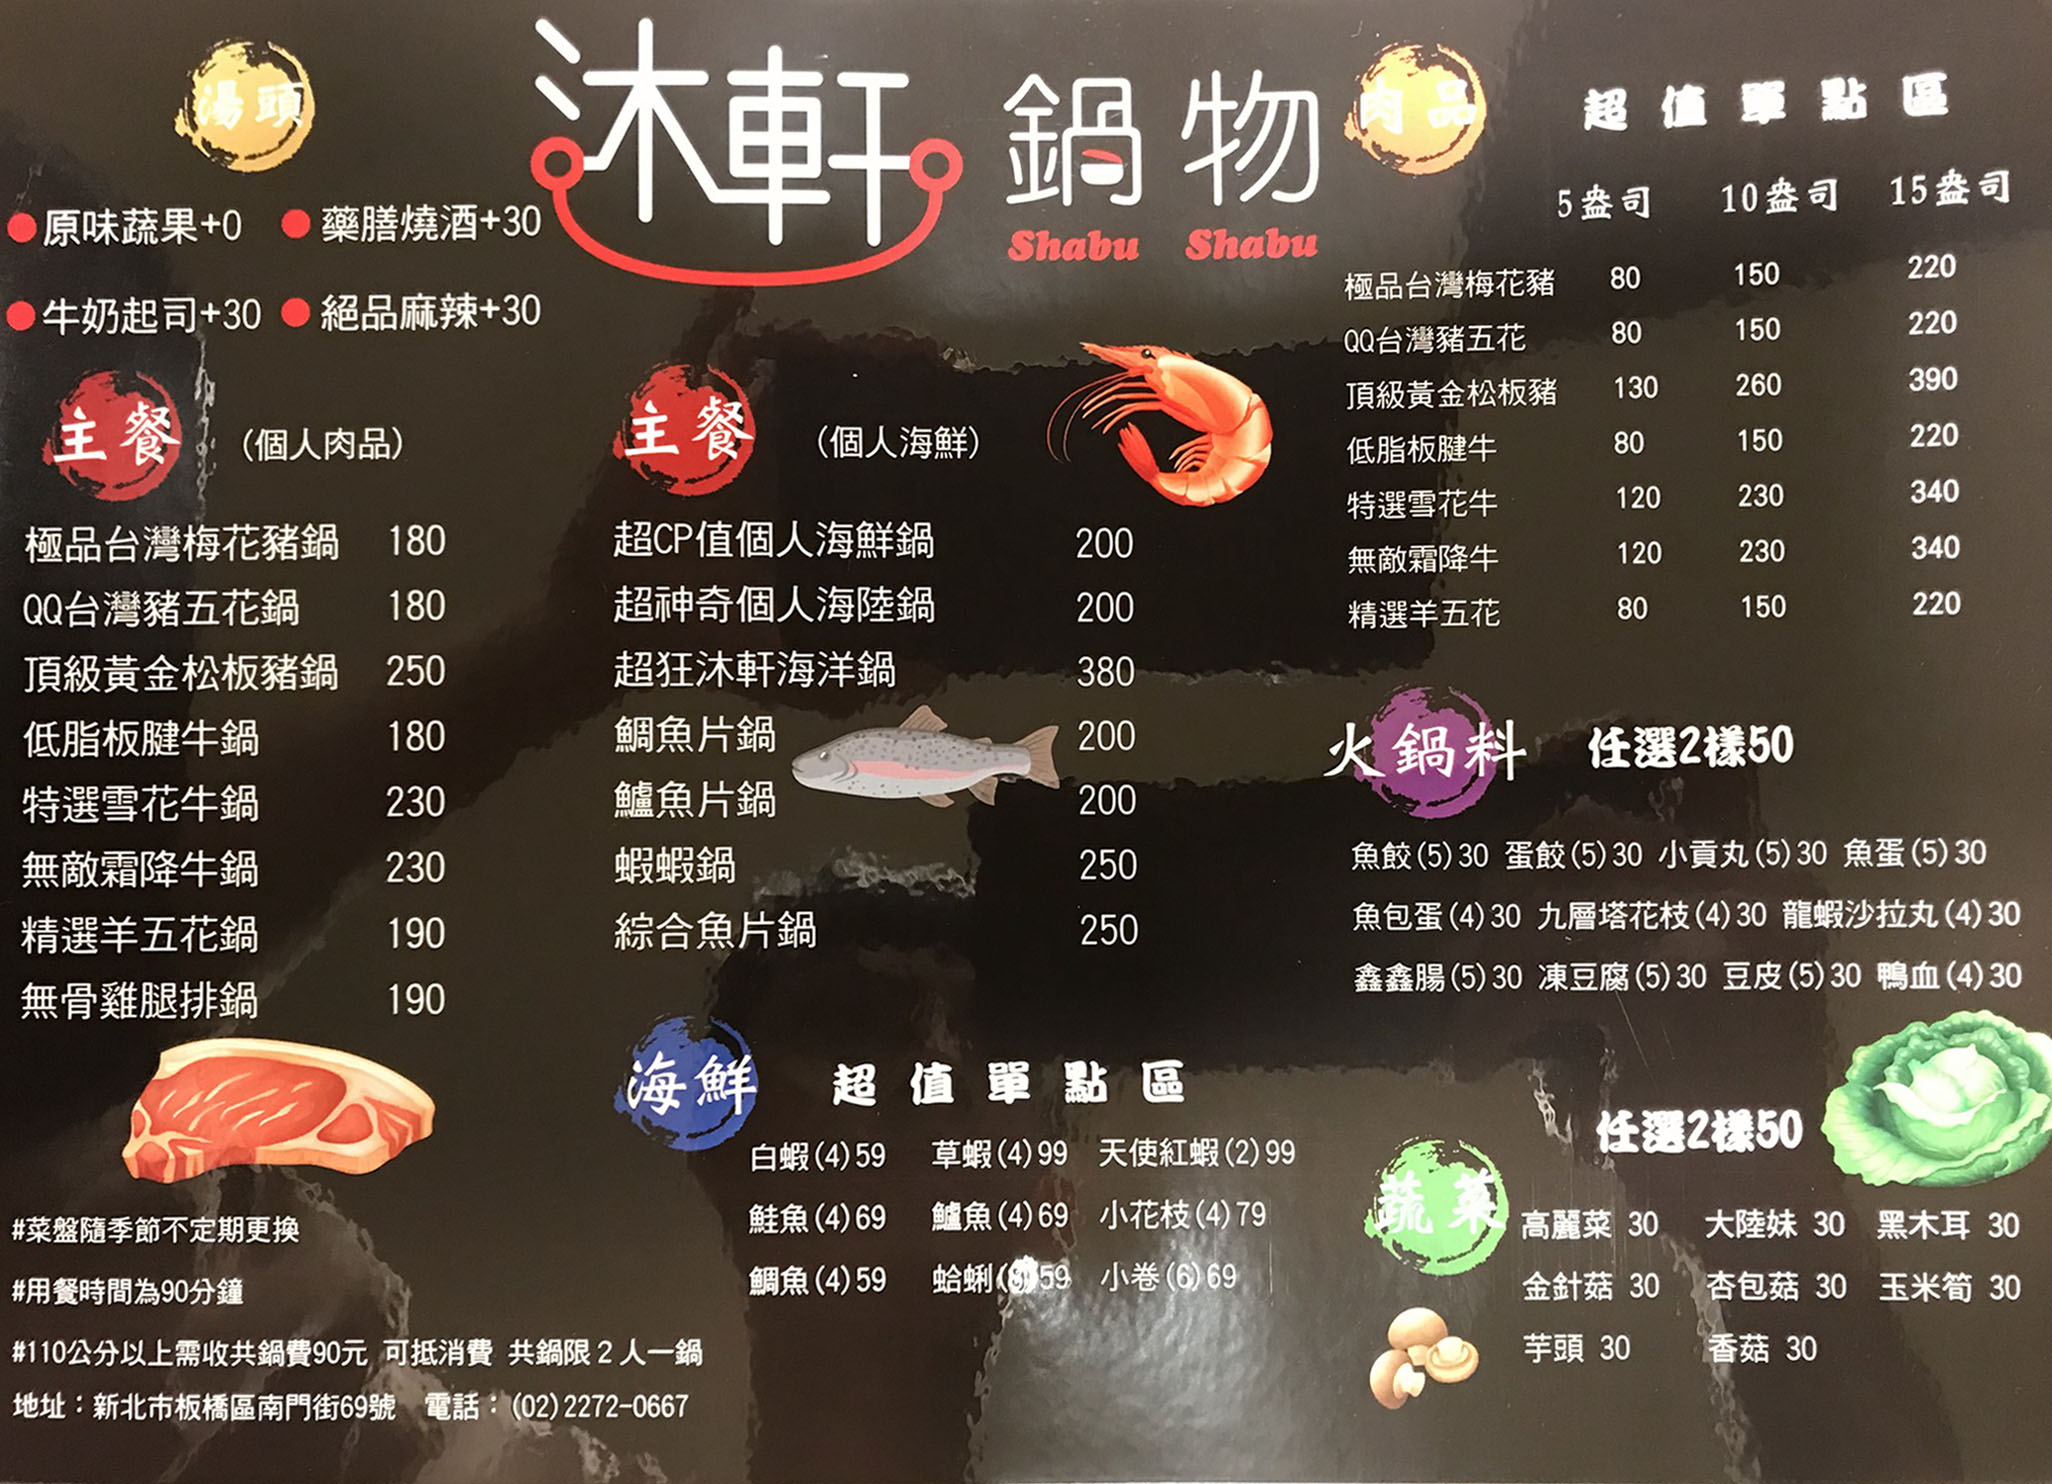 沐軒鍋物
Shabu Shabu
湯頭
原味蔬果+0 藥膳燒酒+30
牛奶起司+30 絕品麻辣+30
主餐 (個人肉品)
極品台灣梅花豬鍋 180
QQ台灣豬五花鍋 180
頂級黃金松板豬鍋 250
低脂板腱牛鍋 180
特選雪花牛鍋 230
無敵霜降牛鍋 230
精選羊五花鍋 190
無骨雞腿排鍋 190
#菜盤隨季節不定期更換
#用餐時間為90分鐘
#110公分以上需收共鍋費90元 可抵消費 共鍋限2人一鍋
地址：新北市板橋區南門街69號 電話：(02)2272-0667
主餐 (個人海鮮)
超CP值個人海鮮鍋 200
超神奇個人海陸鍋 200
超狂沐軒海洋鍋 380
鯛魚片鍋 200
鱸魚片鍋 200
蝦蝦鍋 250
綜合魚片鍋 250
海鮮 超值單點區
白蝦(4)59 草蝦(4)99 天使紅蝦(2)99
鮭魚(4)69 鱸魚(4)69 小花枝(4)79
鯛魚(4)59 蛤蜊(8)59 小卷(6)69
肉品 超值單點區
5盎司 10盎司 15盎司
極品台灣梅花豬 80 150 220
QQ台灣豬五花 80 150 220
頂級黃金松板豬 130 260 390
低脂板腱牛 80 150 220
特選雪花牛 120 230 340
無敵霜降牛 120 230 340
精選羊五花 80 150 220
火鍋料 任選2樣50
魚餃(5)30 蛋餃(5)30 小貢丸(5)30 魚蛋(5)30
魚包蛋(4)30 九層塔花枝(4)30 龍蝦沙拉丸(4)30
鑫鑫腸(5)30 凍豆腐(5)30 豆皮(5)30 鴨血(4)30
蔬菜 任選2樣50
高麗菜 30 大陸妹 30 黑木耳 30
金針菇 30 杏包菇 30 玉米筍 30
芋頭 30 香菇 30